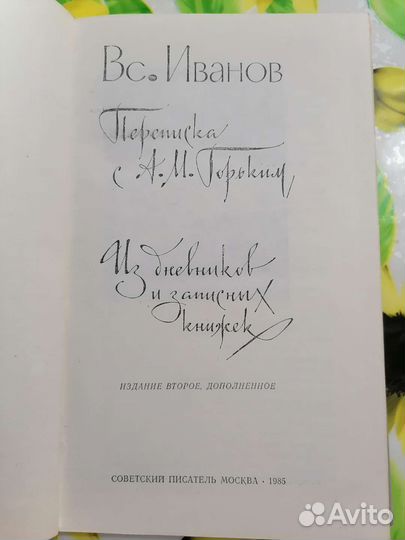 Вс. Иванов
Переписка
с А. М. Горьким
Из дневников
и записных
книжек
ИЗДАНИЕ ВТОРОЕ, ДОПОЛНЕННОЕ
СОВЕТСКИЙ ПИСАТЕЛЬ МОСКВА · 1985
Avito